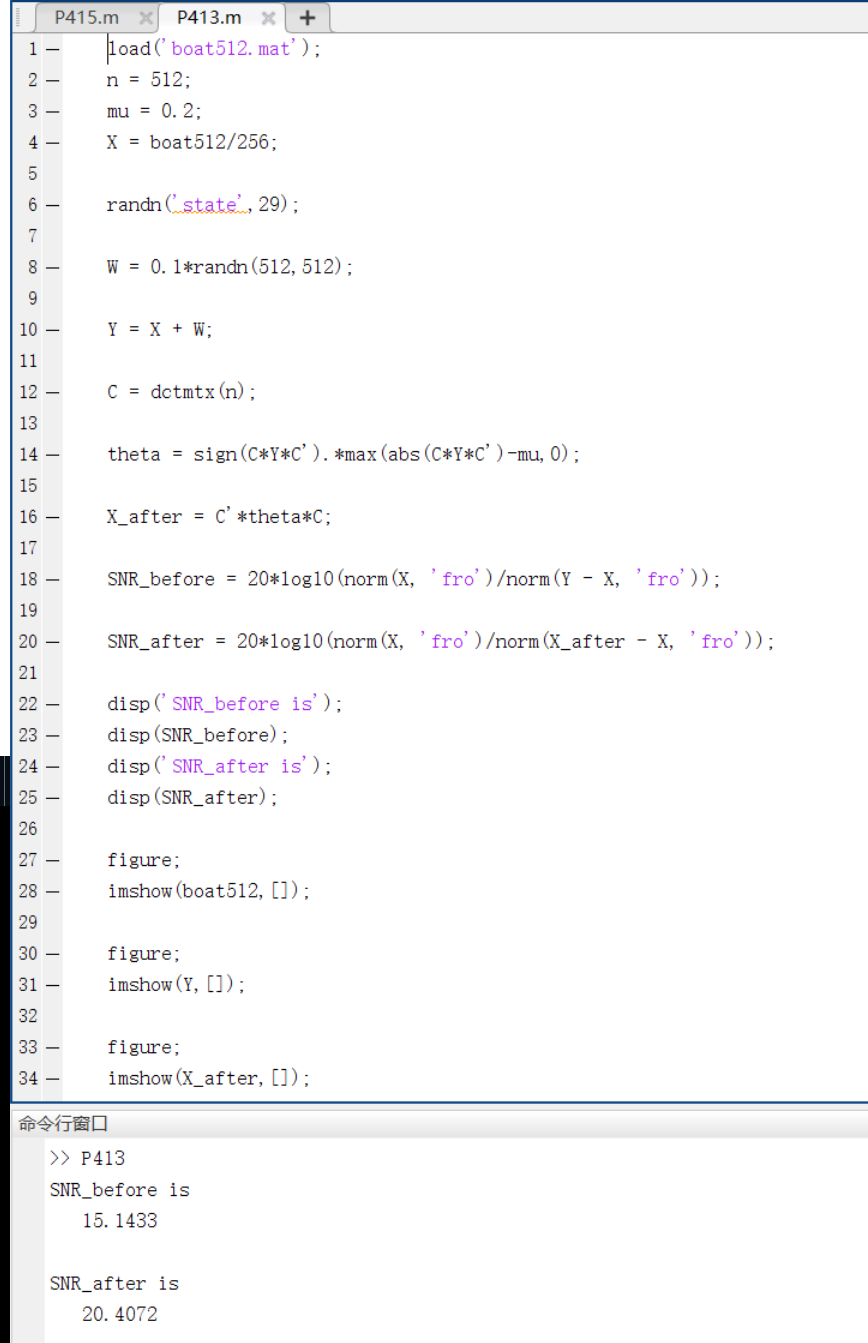 P415.m × P413.m × +
1 — load('boat512.mat');
2 — n = 512;
3 — mu = 0.2;
4 — X = boat512/256;
5
6 — randn('state',29);
7
8 — W = 0.1*randn(512,512);
9
10 — Y = X + W;
11
12 — C = dctmtx(n);
13
14 — theta = sign(C*Y*C').*max(abs(C*Y*C')-mu,0);
15
16 — X_after = C'*theta*C;
17
18 — SNR_before = 20*log10(norm(X, 'fro')/norm(Y - X, 'fro'));
19
20 — SNR_after = 20*log10(norm(X, 'fro')/norm(X_after - X, 'fro'));
21
22 — disp('SNR_before is');
23 — disp(SNR_before);
24 — disp('SNR_after is');
25 — disp(SNR_after);
26
27 — figure;
28 — imshow(boat512,[]);
29
30 — figure;
31 — imshow(Y,[]);
32
33 — figure;
34 — imshow(X_after,[]);
命令行窗口
>> P413
SNR_before is
15.1433
SNR_after is
20.4072